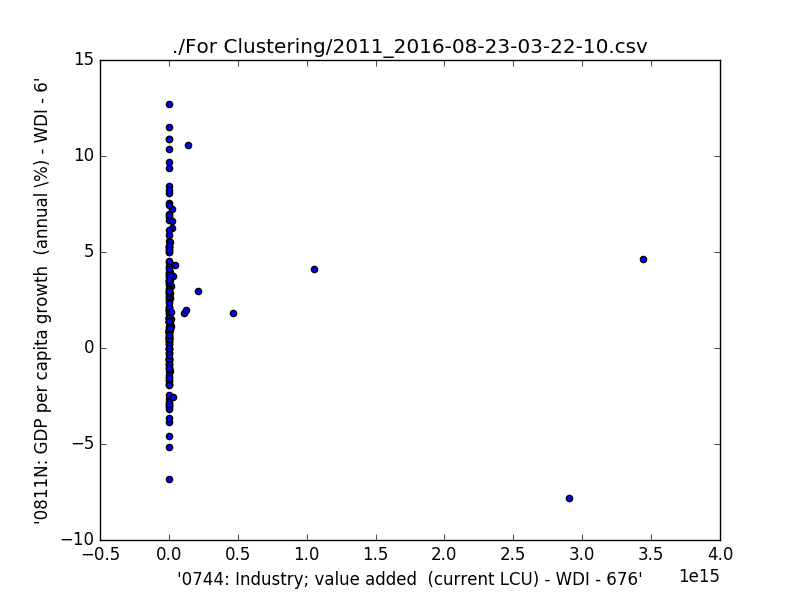 ./For Clustering/2011_2016-08-23-03-22-10.csv
15
10
5
0
−5
−10
'0811N: GDP per capita growth  (annual \%) - WDI - 6'
−0.5 0.0 0.5 1.0 1.5 2.0 2.5 3.0 3.5 4.0
1e15
'0744: Industry; value added  (current LCU) - WDI - 676'